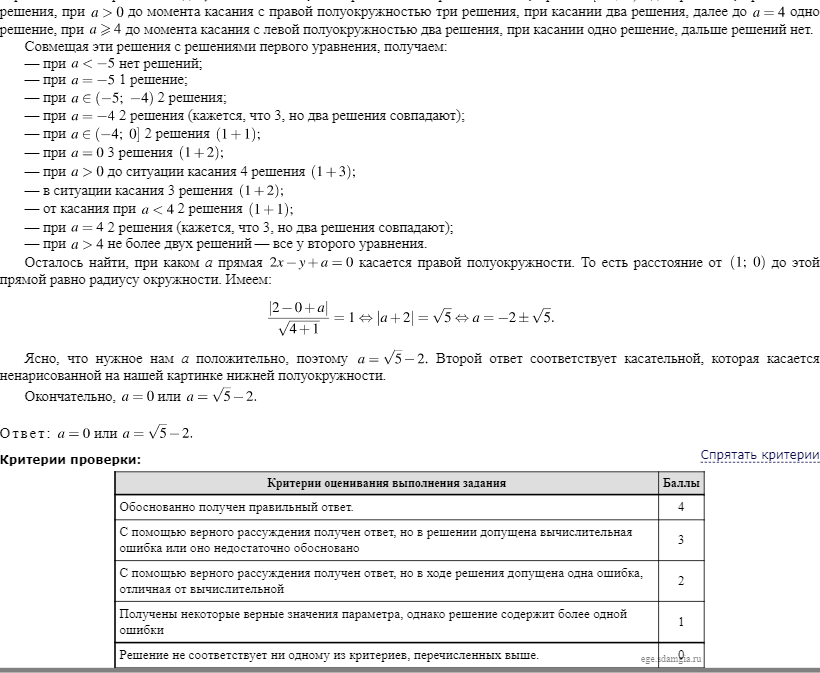 решения, при a > 0 до момента касания с правой полуокружностью три решения, при касании два решения, далее до a = 4 одно
решение, при a ⩾ 4 до момента касания с левой полуокружностью два решения, при касании одно решение, дальше решений нет.
Совмещая эти решения с решениями первого уравнения, получаем:
— при a < −5 нет решений;
— при a = −5 1 решение;
— при a ∈ (−5; −4) 2 решения;
— при a = −4 2 решения (кажется, что 3, но два решения совпадают);
— при a ∈ (−4; 0] 2 решения (1+1);
— при a = 0 3 решения (1+2);
— при a > 0 до ситуации касания 4 решения (1+3);
— в ситуации касания 3 решения (1+2);
— от касания при a < 4 2 решения (1+1);
— при a = 4 2 решения (кажется, что 3, но два решения совпадают);
— при a > 4 не более двух решений — все у второго уравнения.
Осталось найти, при каком a прямая 2x − y + a = 0 касается правой полуокружности. То есть расстояние от (1; 0) до этой
прямой равно радиусу окружности. Имеем:
|2−0+a| / √(4+1) = 1 ⇔ |a+2| = √5 ⇔ a = −2 ± √5.
Ясно, что нужное нам a положительно, поэтому a = √5 − 2. Второй ответ соответствует касательной, которая касается
ненарисованной на нашей картинке нижней полуокружности.
Окончательно, a = 0 или a = √5 − 2.
Ответ: a = 0 или a = √5 − 2.
Критерии проверки:
Спрятать критерии
Критерии оценивания выполнения задания Баллы
Обоснованно получен правильный ответ. 4
С помощью верного рассуждения получен ответ, но в решении допущена вычислительная
ошибка или оно недостаточно обосновано 3
С помощью верного рассуждения получен ответ, но в ходе решения допущена одна ошибка,
отличная от вычислительной 2
Получены некоторые верные значения параметра, однако решение содержит более одной
ошибки 1
Решение не соответствует ни одному из критериев, перечисленных выше. 0
ege.sdamgia.ru